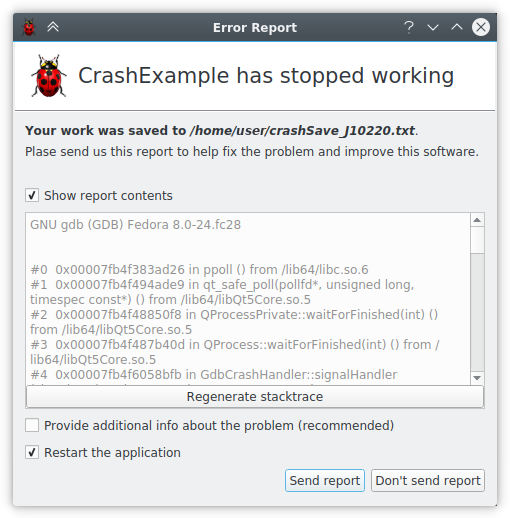 Error Report
CrashExample has stopped working
Your work was saved to /home/user/crashSave_J10220.txt.
Plase send us this report to help fix the problem and improve this software.
Show report contents
GNU gdb (GDB) Fedora 8.0-24.fc28
#0  0x00007fb4f383ad26 in ppoll () from /lib64/libc.so.6
#1  0x00007fb4f494ade9 in qt_safe_poll(pollfd*, unsigned long,
timespec const*) () from /lib64/libQt5Core.so.5
#2  0x00007fb4f48850f8 in QProcessPrivate::waitForFinished(int) ()
from /lib64/libQt5Core.so.5
#3  0x00007fb4f487b40d in QProcess::waitForFinished(int) () from /
lib64/libQt5Core.so.5
#4  0x00007fb4f6058bfb in GdbCrashHandler::signalHandler
Regenerate stacktrace
Provide additional info about the problem (recommended)
Restart the application
Send report
Don't send report